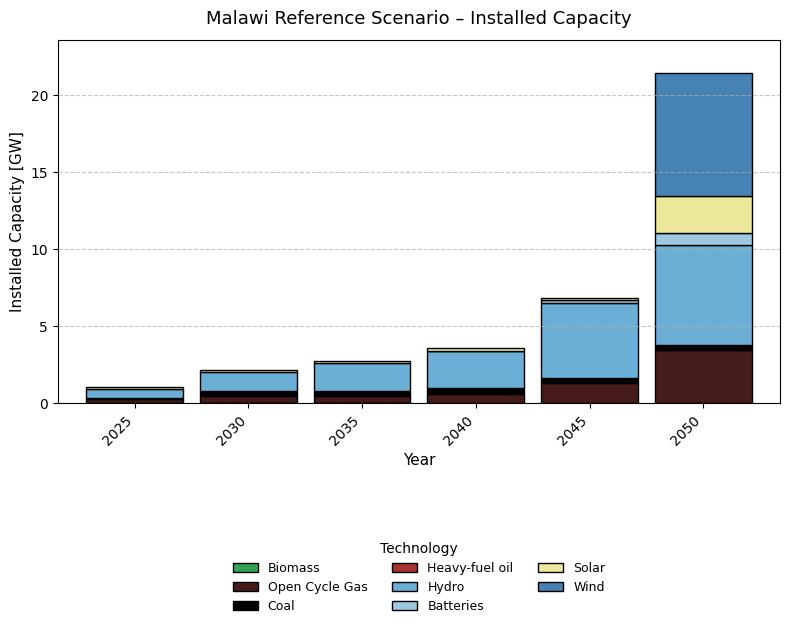 Malawi Reference Scenario – Installed Capacity
Installed Capacity [GW]
20
15
10
5
0
2025
2030
2035
2040
2045
2050
Year
Technology
Biomass
Open Cycle Gas
Coal
Heavy-fuel oil
Hydro
Batteries
Solar
Wind